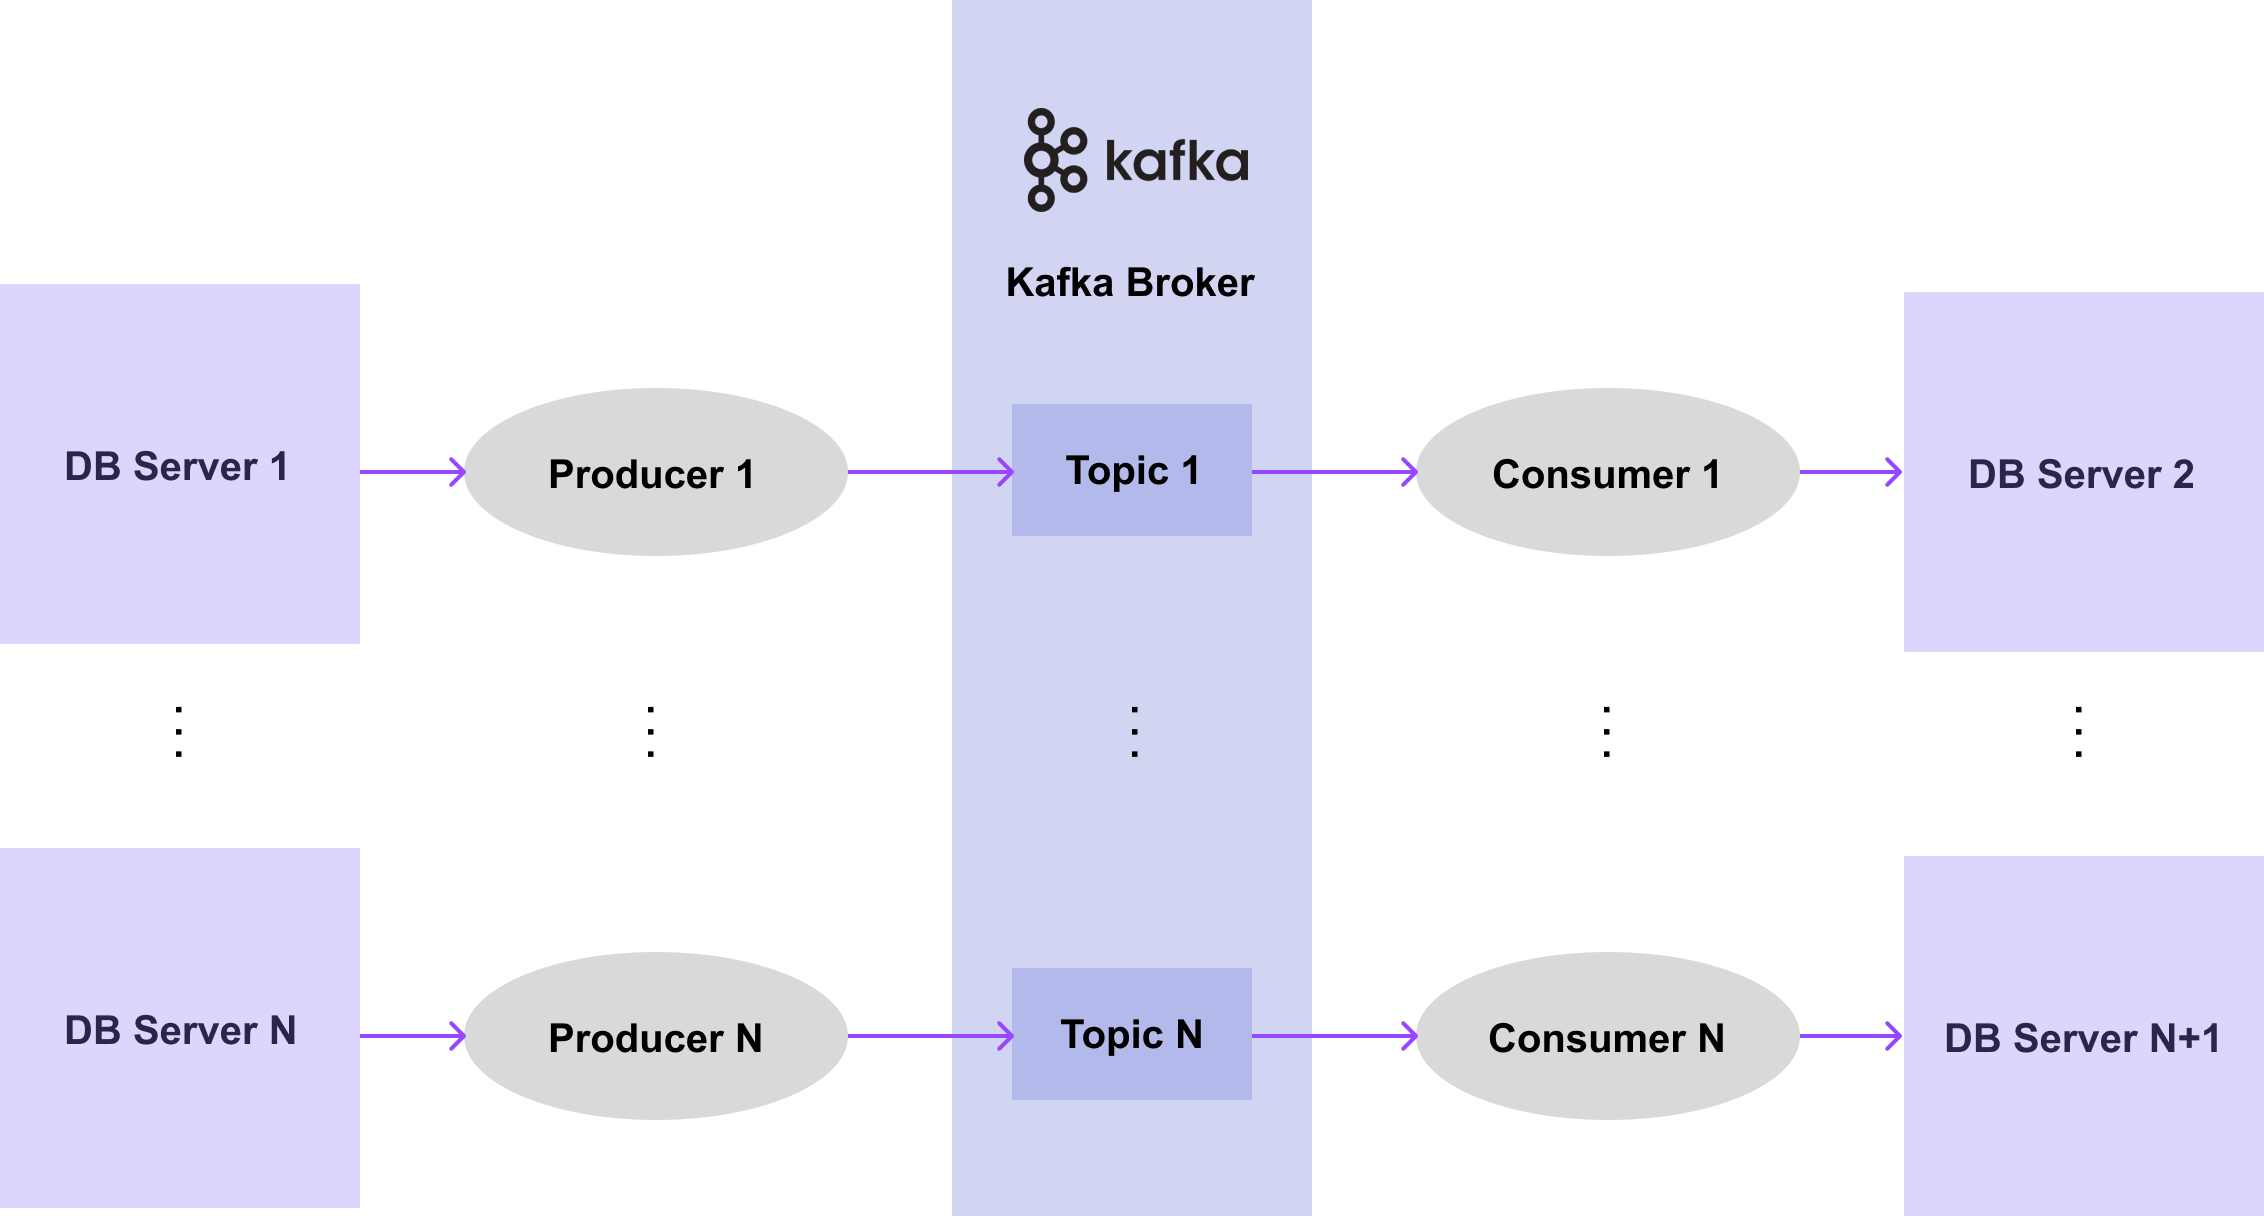 kafka
Kafka Broker
DB Server 1
Producer 1
Topic 1
Consumer 1
DB Server 2
DB Server N
Producer N
Topic N
Consumer N
DB Server N+1